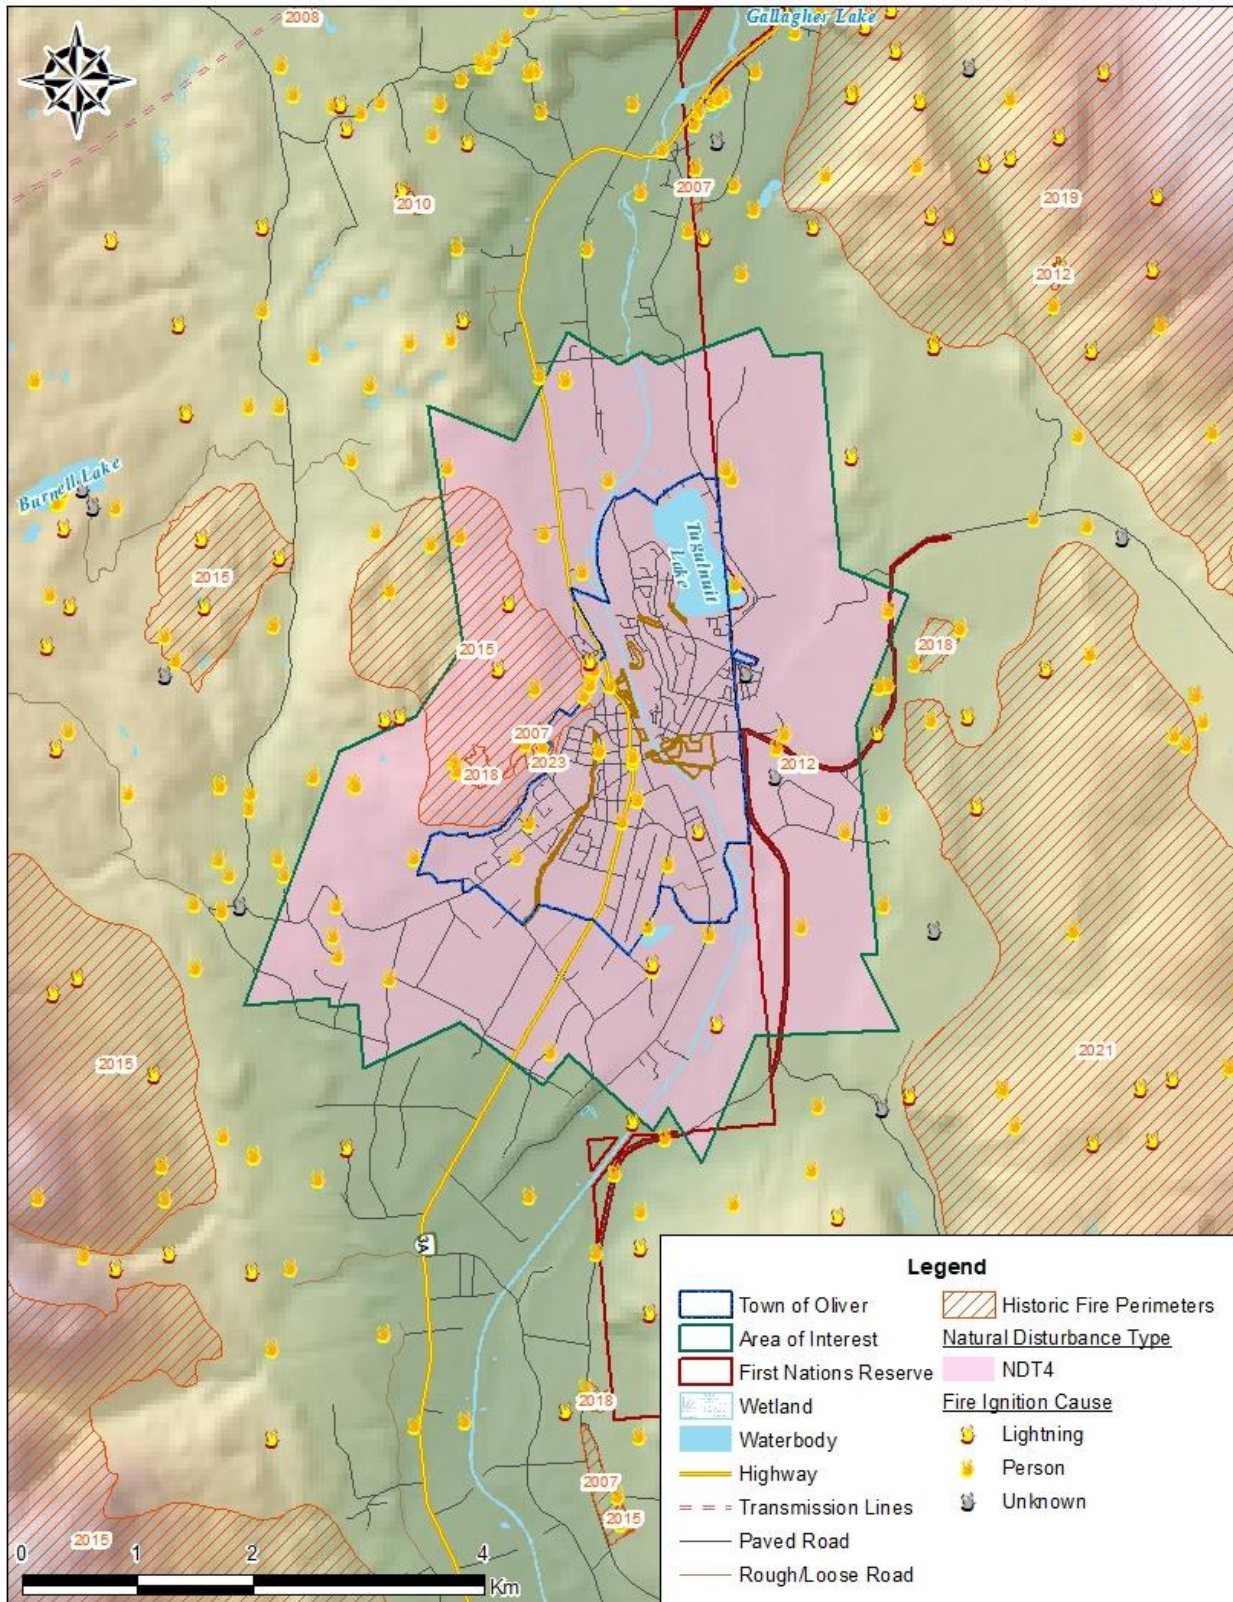 2008
Gallagher Lake
2010
2007
2019
2012
Burnell Lake
Tugulnuit
Lake
2015
2015
2018
2007
2018
2023
2012
2015
2021
3A
2018
2007
2015
2015
0 1 2 4
Km
Legend
Town of Oliver
Area of Interest
First Nations Reserve
Wetland
Waterbody
Highway
Transmission Lines
Paved Road
Rough/Loose Road
Historic Fire Perimeters
Natural Disturbance Type
NDT4
Fire Ignition Cause
Lightning
Person
Unknown